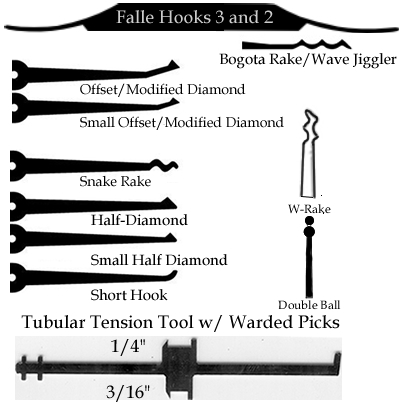 Falle Hooks 3 and 2
Bogota Rake/Wave Jiggler
Offset/Modified Diamond
Small Offset/Modified Diamond
Snake Rake
W-Rake
Half-Diamond
Small Half Diamond
Short Hook
Double Ball
Tubular Tension Tool w/ Warded Picks
1/4"
3/16"